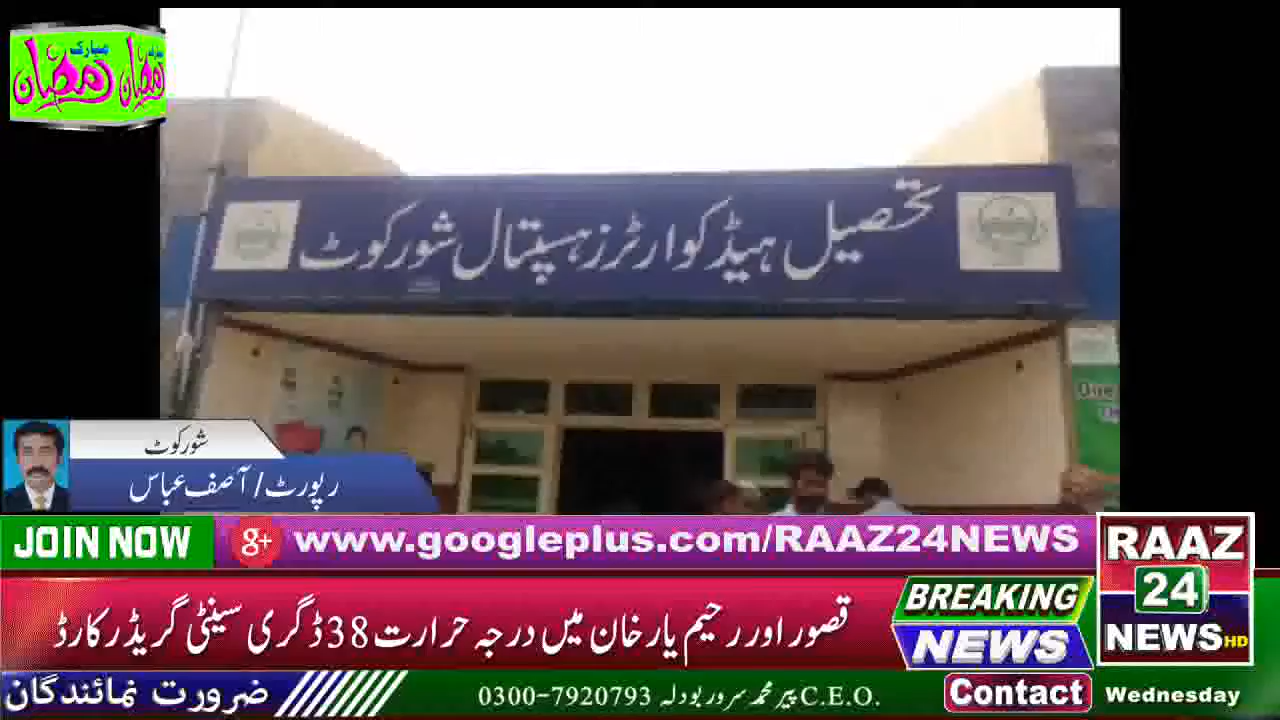 رمضان مبارک
تحصیل ہیڈ کوارٹرز ہسپتال شورکوٹ
One
شورکوٹ
رپورٹ/آصف عباس
JOIN NOW
g+ www.googleplus.com/RAAZ24NEWS
RAAZ
24
NEWS HD
BREAKING
NEWS
قصور اور رحیم یار خان میں درجہ حرارت 38 ڈگری سینٹی گریڈ رکارڈ
ضرورت نمائندگان
0300-7920793 پیر محمد سرور بودلہ C.E.O.
Contact
Wednesday